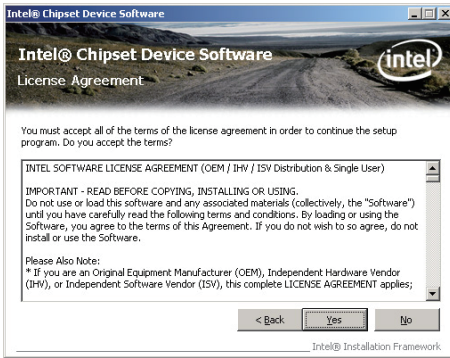 Intel® Chipset Device Software
Intel® Chipset Device Software
intel
License Agreement
You must accept all of the terms of the license agreement in order to continue the setup
program. Do you accept the terms?
INTEL SOFTWARE LICENSE AGREEMENT (OEM / IHV / ISV Distribution & Single User)
IMPORTANT - READ BEFORE COPYING, INSTALLING OR USING.
Do not use or load this software and any associated materials (collectively, the "Software")
until you have carefully read the following terms and conditions. By loading or using the
Software, you agree to the terms of this Agreement. If you do not wish to so agree, do not
install or use the Software.
Please Also Note:
* If you are an Original Equipment Manufacturer (OEM), Independent Hardware Vendor
(IHV), or Independent Software Vendor (ISV), this complete LICENSE AGREEMENT applies;
< Back Yes No
Intel® Installation Framework